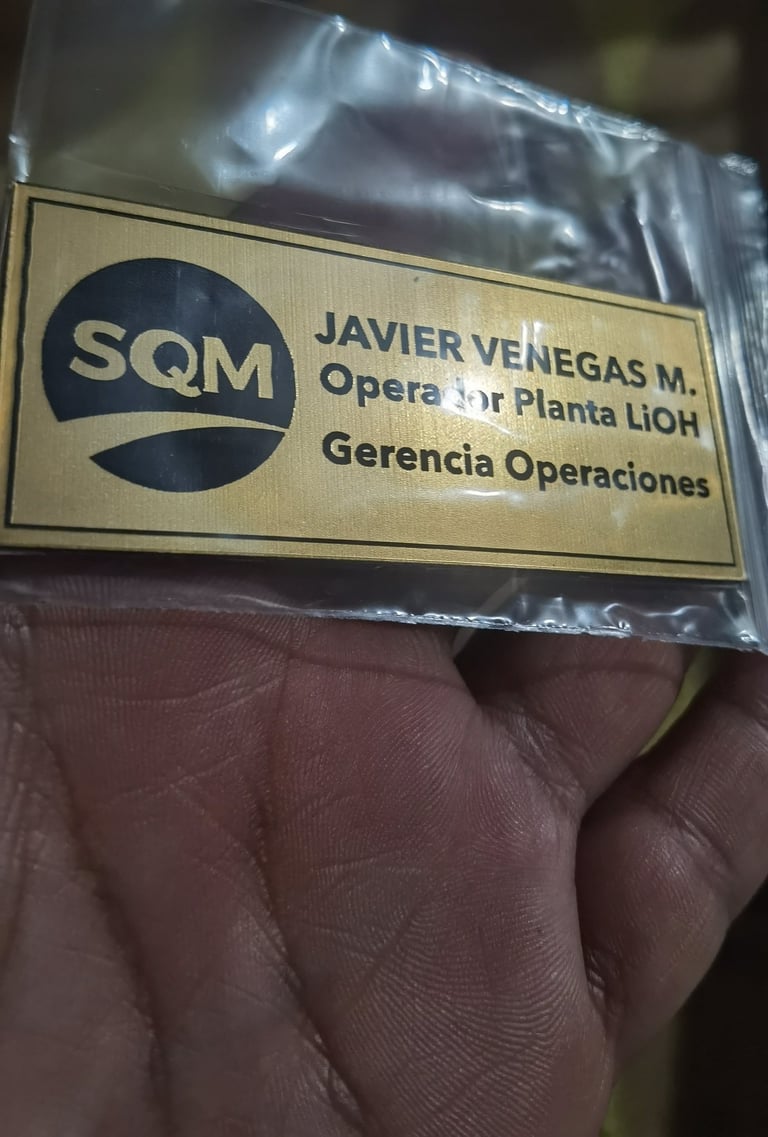 SQM
JAVIER VENEGAS M.
Operador Planta LiOH
Gerencia Operaciones